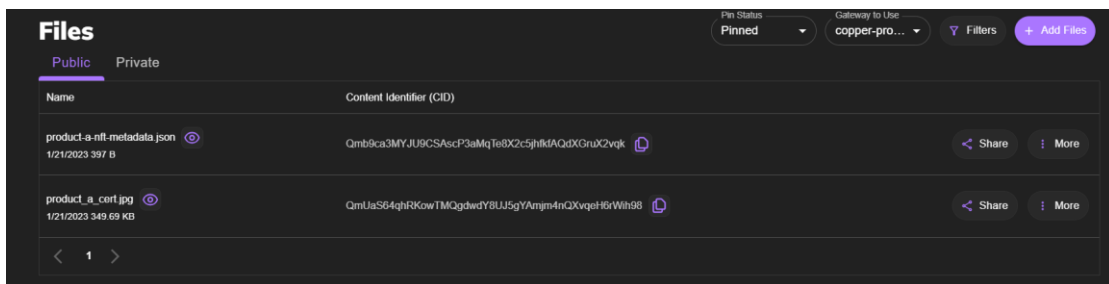 Files
Pin Status
Pinned
Gateway to Use
copper-pro...
Filters
+ Add Files
Public
Private
Name
Content Identifier (CID)
product-a-nft-metadata.json
1/21/2023 397 B
Qmb9ca3MYJU9CSAscP3aMqTe8X2c5jhfkfAQdXGruX2vqk
Share
More
product_a_cert.jpg
1/21/2023 349.69 KB
QmUaS64qhRKowTMQgdwdY8UJ5gYAmjm4nQXvqeH6rWih98
Share
More
1